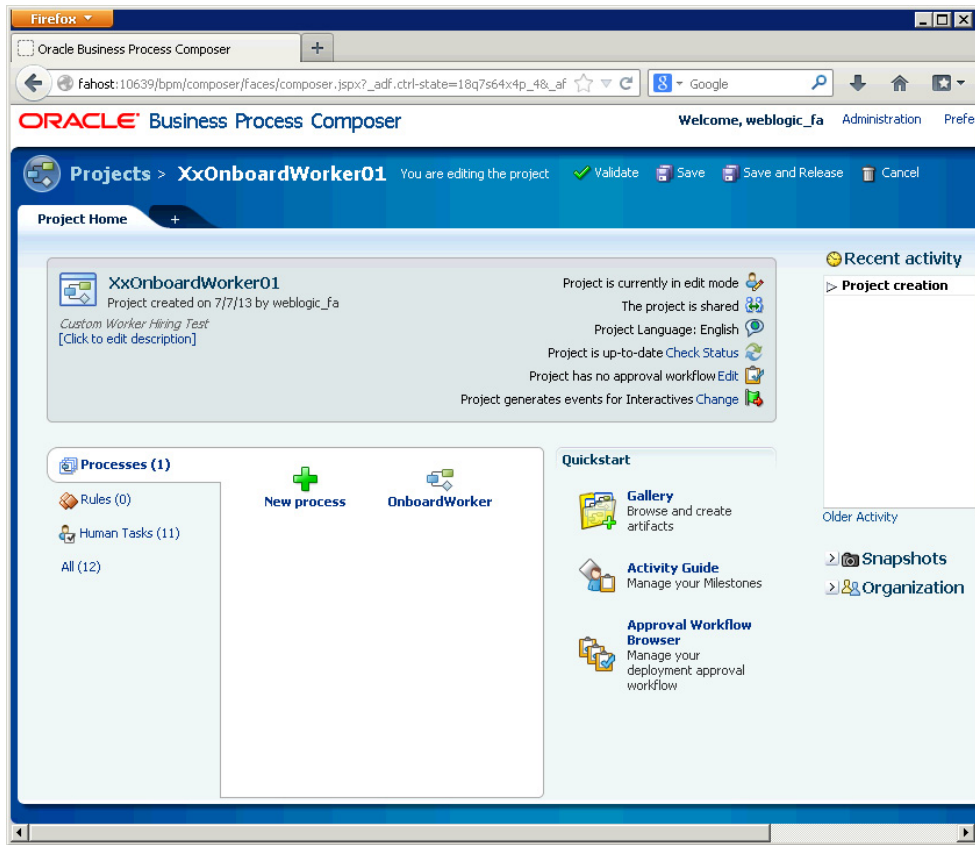 Firefox
Oracle Business Process Composer
fahost:10639/bpm/composer/faces/composer.jspx?_adf.ctrl-state=18q7s64x4p_4&_af
Google
ORACLE Business Process Composer
Welcome, weblogic_fa Administration Prefe
Projects > XxOnboardWorker01 You are editing the project Validate Save Save and Release Cancel
Project Home +
XxOnboardWorker01
Project created on 7/7/13 by weblogic_fa
Custom Worker Hiring Test
[Click to edit description]
Project is currently in edit mode
The project is shared
Project Language: English
Project is up-to-date Check Status
Project has no approval workflow Edit
Project generates events for Interactives Change
Recent activity
Project creation
Older Activity
Snapshots
Organization
Processes (1)
Rules (0)
Human Tasks (11)
All (12)
New process
OnboardWorker
Quickstart
Gallery
Browse and create
artifacts
Activity Guide
Manage your Milestones
Approval Workflow
Browser
Manage your
deployment approval
workflow